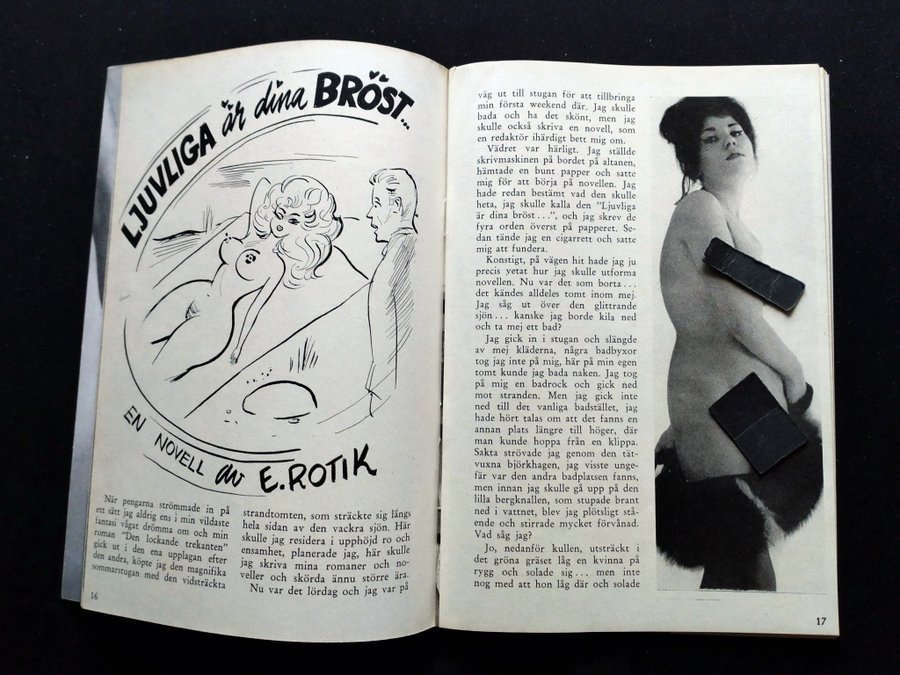 LJUVLIGA är dina BRÖST...
EN NOVELL av E. ROTIK
När pengarna strömmade in på
ett sätt jag aldrig ens i min vildaste
fantasi vågat drömma om och min
roman "Den lockande trekanten"
gick ut i den ena upplagan efter
den andra, köpte jag den magnifika
sommarstugan med den vidsträckta
strandtomten, som sträckte sig längs
hela sidan av den vackra sjön. Här
skulle jag residera i upphöjd ro och
ensamhet, planerade jag, här skulle
jag skriva mina romaner och no-
veller och skörda ännu större ära.
Nu var det lördag och jag var på
16
väg ut till stugan för att tillbringa
min första weekend där. Jag skulle
bada och ha det skönt, men jag
skulle också skriva en novell, som
en redaktör ihärdigt bett mig om.
Vädret var härligt. Jag ställde
skrivmaskinen på bordet på altanen,
hämtade en bunt papper och satte
mig för att börja på novellen. Jag
hade redan bestämt vad den skulle
heta, jag skulle kalla den "Ljuvliga
är dina bröst...", och jag skrev de
fyra orden överst på papperet. Se-
dan tände jag en cigarrett och satte
mig att fundera.
Konstigt, på vägen hit hade jag ju
precis vetat hur jag skulle utforma
novellen. Nu var det som borta...
det kändes alldeles tomt inom mej.
Jag såg ut över den glittrande
sjön... kanske jag borde kila ned
och ta mej ett bad?
Jag gick in i stugan och slängde
av mej kläderna, några badbyxor
tog jag inte på mig, här på min egen
tomt kunde jag bada naken. Jag tog
på mig en badrock och gick ned
mot stranden. Men jag gick inte
ned till det vanliga badstället, jag
hade hört talas om att det fanns en
annan plats längre till höger, där
man kunde hoppa från en klippa.
Sakta strövade jag genom den tät-
vuxna björkhagen, jag visste unge-
fär var den andra badplatsen fanns,
men innan jag skulle gå upp på den
lilla bergknallen, som stupade brant
ned i vattnet, blev jag plötsligt stå-
ende och stirrade mycket förvånad.
Vad såg jag?
Jo, nedanför kullen, utsträckt i
det gröna gräset låg en kvinna på
rygg och solade sig... men inte
nog med att hon låg där och solade
17